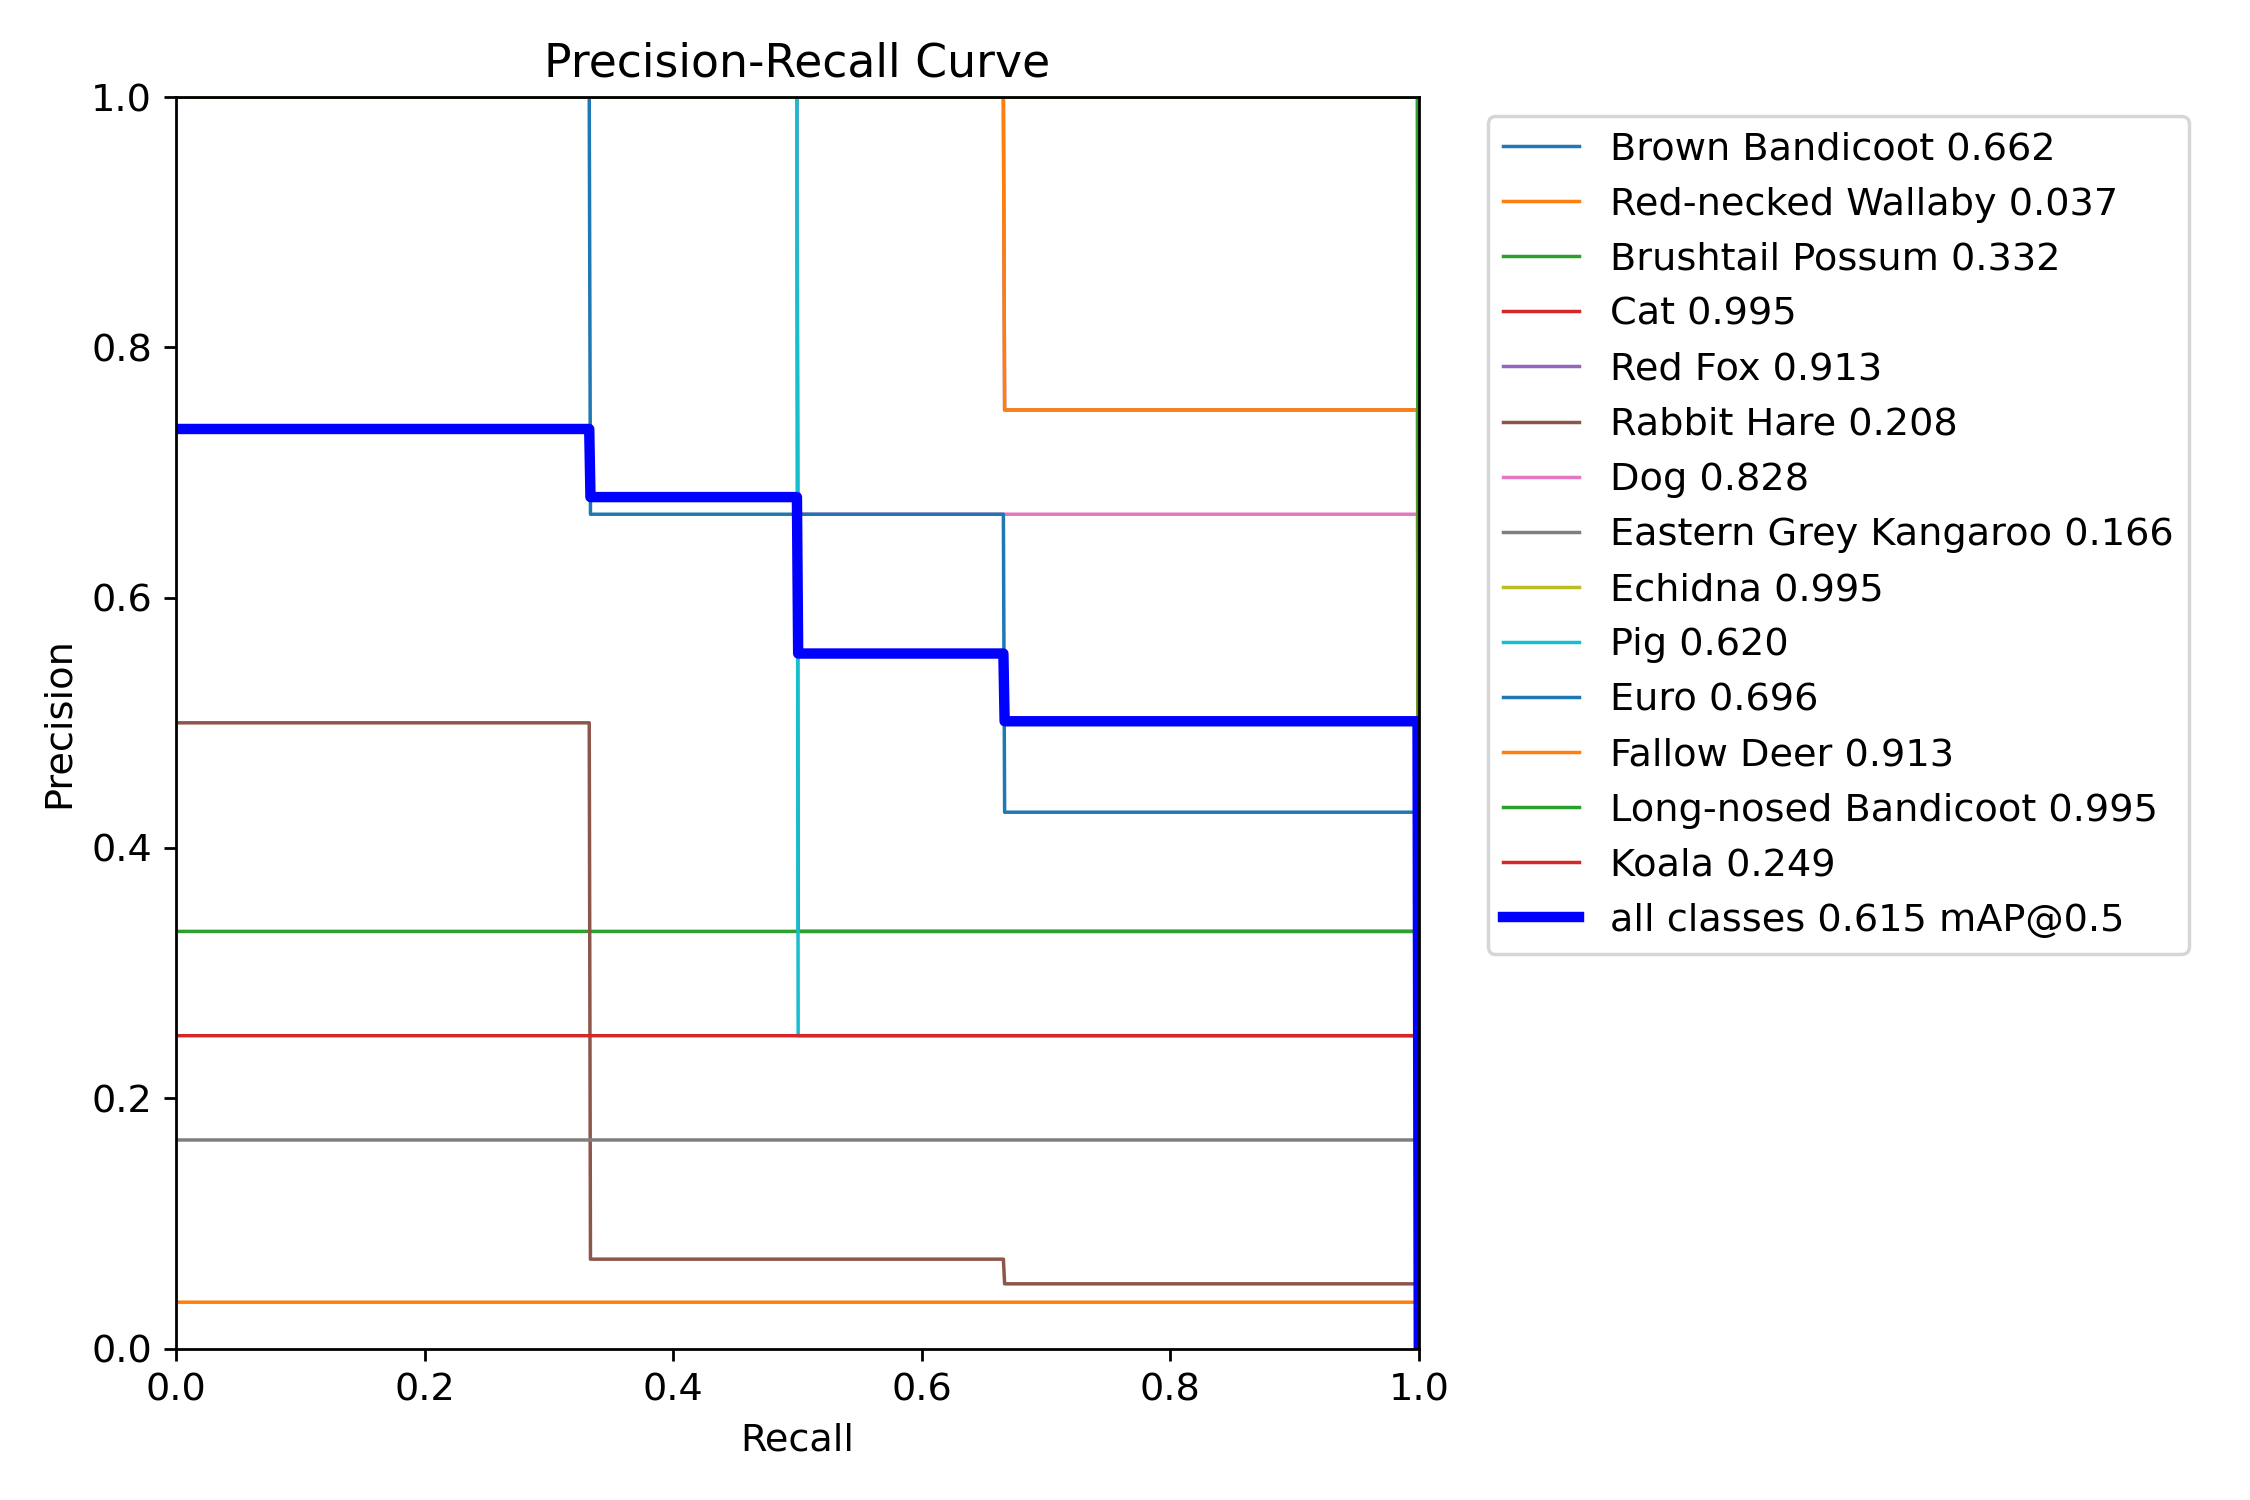 Precision-Recall Curve
1.0
0.8
0.6
0.4
0.2
0.0
Precision
0.0 0.2 0.4 0.6 0.8 1.0
Recall
Brown Bandicoot 0.662
Red-necked Wallaby 0.037
Brushtail Possum 0.332
Cat 0.995
Red Fox 0.913
Rabbit Hare 0.208
Dog 0.828
Eastern Grey Kangaroo 0.166
Echidna 0.995
Pig 0.620
Euro 0.696
Fallow Deer 0.913
Long-nosed Bandicoot 0.995
Koala 0.249
all classes 0.615 mAP@0.5